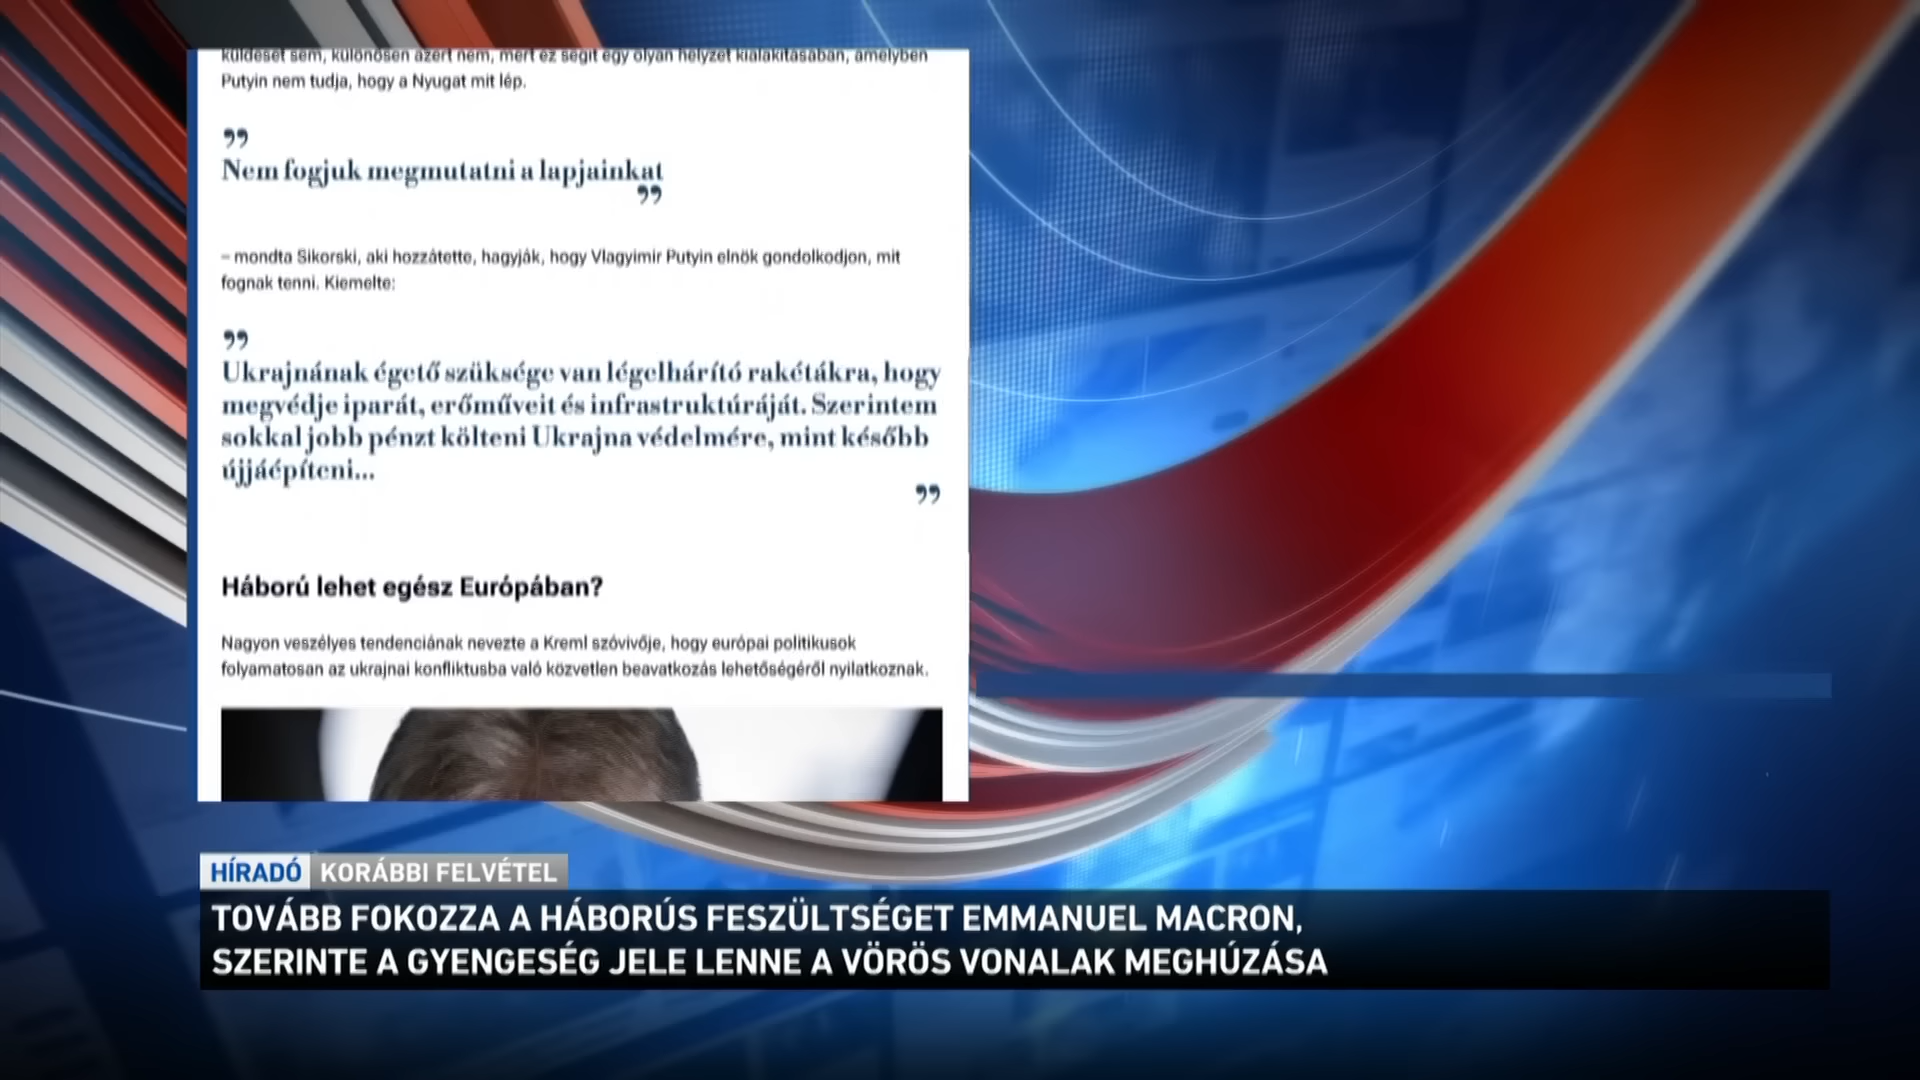 küldését sem, különösen azért nem, mert ez segít egy olyan helyzet kialakításában, amelyben
Putyin nem tudja, hogy a Nyugat mit lép.
”
Nem fogjuk megmutatni a lapjainkat
”
– mondta Sikorski, aki hozzátette, hagyják, hogy Vlagyimir Putyin elnök gondolkodjon, mit
fognak tenni. Kiemelte:
”
Ukrajnának égető szüksége van légelhárító rakétákra, hogy
megvédje iparát, erőműveit és infrastruktúráját. Szerintem
sokkal jobb pénzt költeni Ukrajna védelmére, mint később
újjáépíteni...
”
Háború lehet egész Európában?
Nagyon veszélyes tendenciának nevezte a Kreml szóvivője, hogy európai politikusok
folyamatosan az ukrajnai konfliktusba való közvetlen beavatkozás lehetőségéről nyilatkoznak.
HÍRADÓ KORÁBBI FELVÉTEL
TOVÁBB FOKOZZA A HÁBORÚS FESZÜLTSÉGET EMMANUEL MACRON,
SZERINTE A GYENGESÉG JELE LENNE A VÖRÖS VONALAK MEGHÚZÁSA